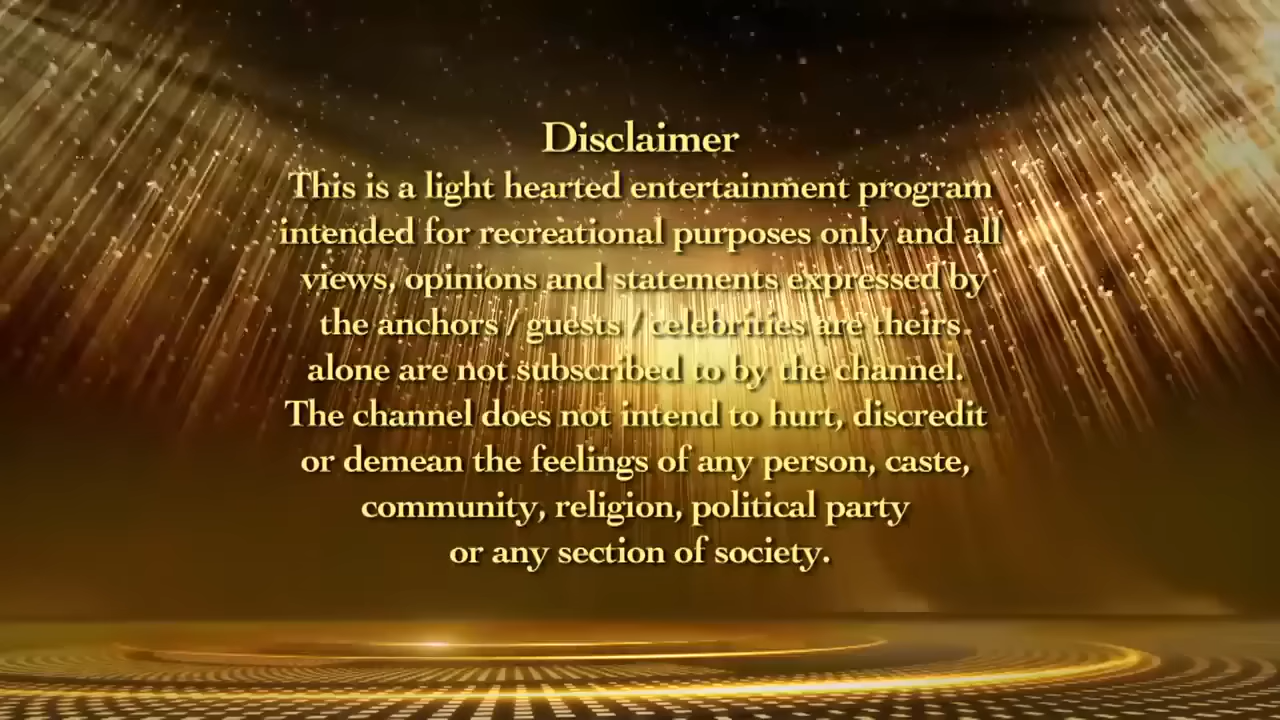 Disclaimer
This is a light hearted entertainment program
intended for recreational purposes only and all
views, opinions and statements expressed by
the anchors / guests / celebrities are theirs
alone are not subscribed to by the channel.
The channel does not intend to hurt, discredit
or demean the feelings of any person, caste,
community, religion, political party
or any section of society.